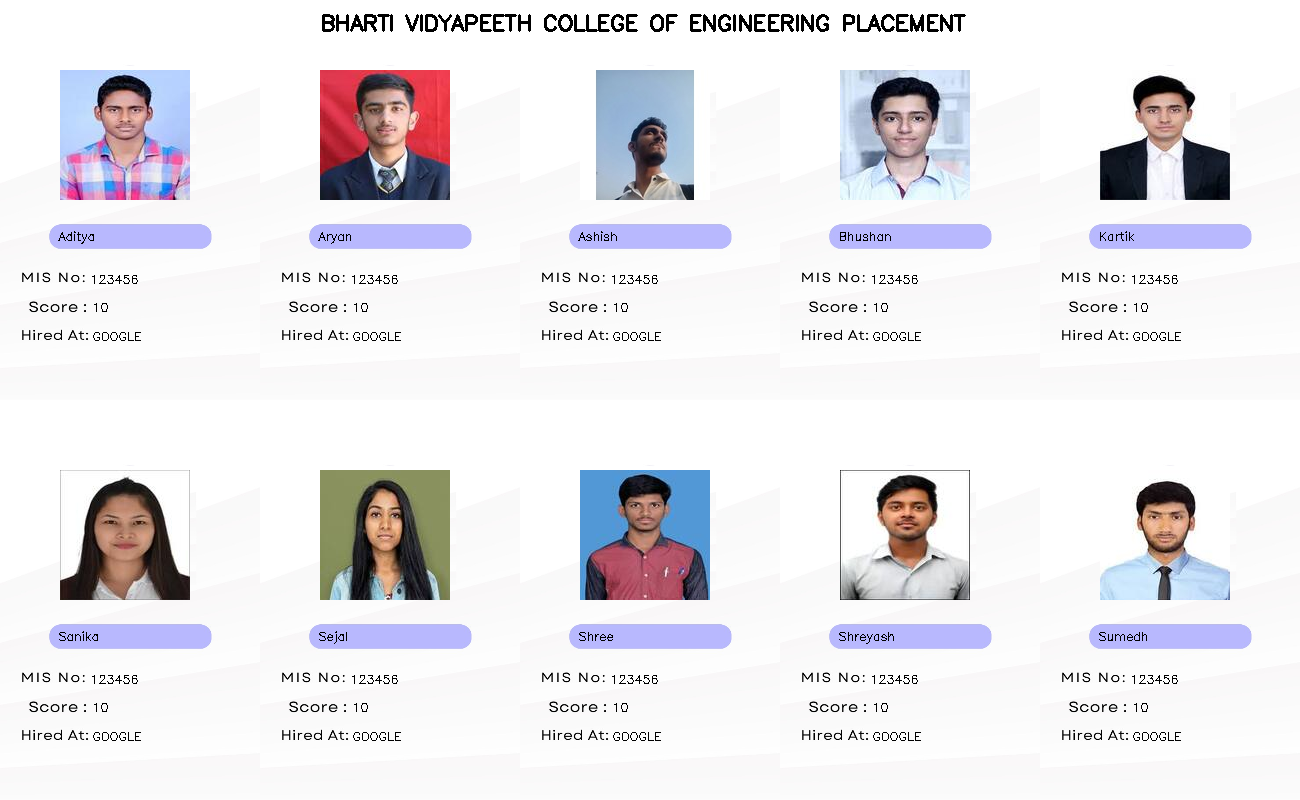 BHARTI VIDYAPEETH COLLEGE OF ENGINEERING PLACEMENT
Aditya
MIS No: 123456
Score : 10
Hired At: GOOGLE
Aryan
MIS No: 123456
Score : 10
Hired At: GOOGLE
Ashish
MIS No: 123456
Score : 10
Hired At: GOOGLE
Bhushan
MIS No: 123456
Score : 10
Hired At: GOOGLE
Kartik
MIS No: 123456
Score : 10
Hired At: GOOGLE
Sanika
MIS No: 123456
Score : 10
Hired At: GOOGLE
Sejal
MIS No: 123456
Score : 10
Hired At: GOOGLE
Shree
MIS No: 123456
Score : 10
Hired At: GOOGLE
Shreyash
MIS No: 123456
Score : 10
Hired At: GOOGLE
Sumedh
MIS No: 123456
Score : 10
Hired At: GOOGLE